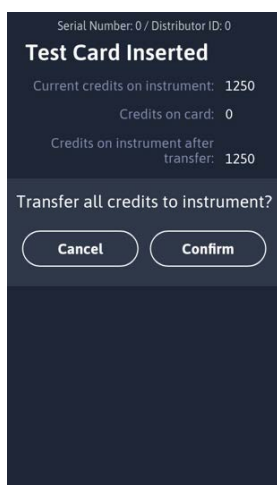 Serial Number: 0 / Distributor ID: 0
Test Card Inserted
Current credits on instrument: 1250
Credits on card: 0
Credits on instrument after
transfer: 1250
Transfer all credits to instrument?
Cancel Confirm